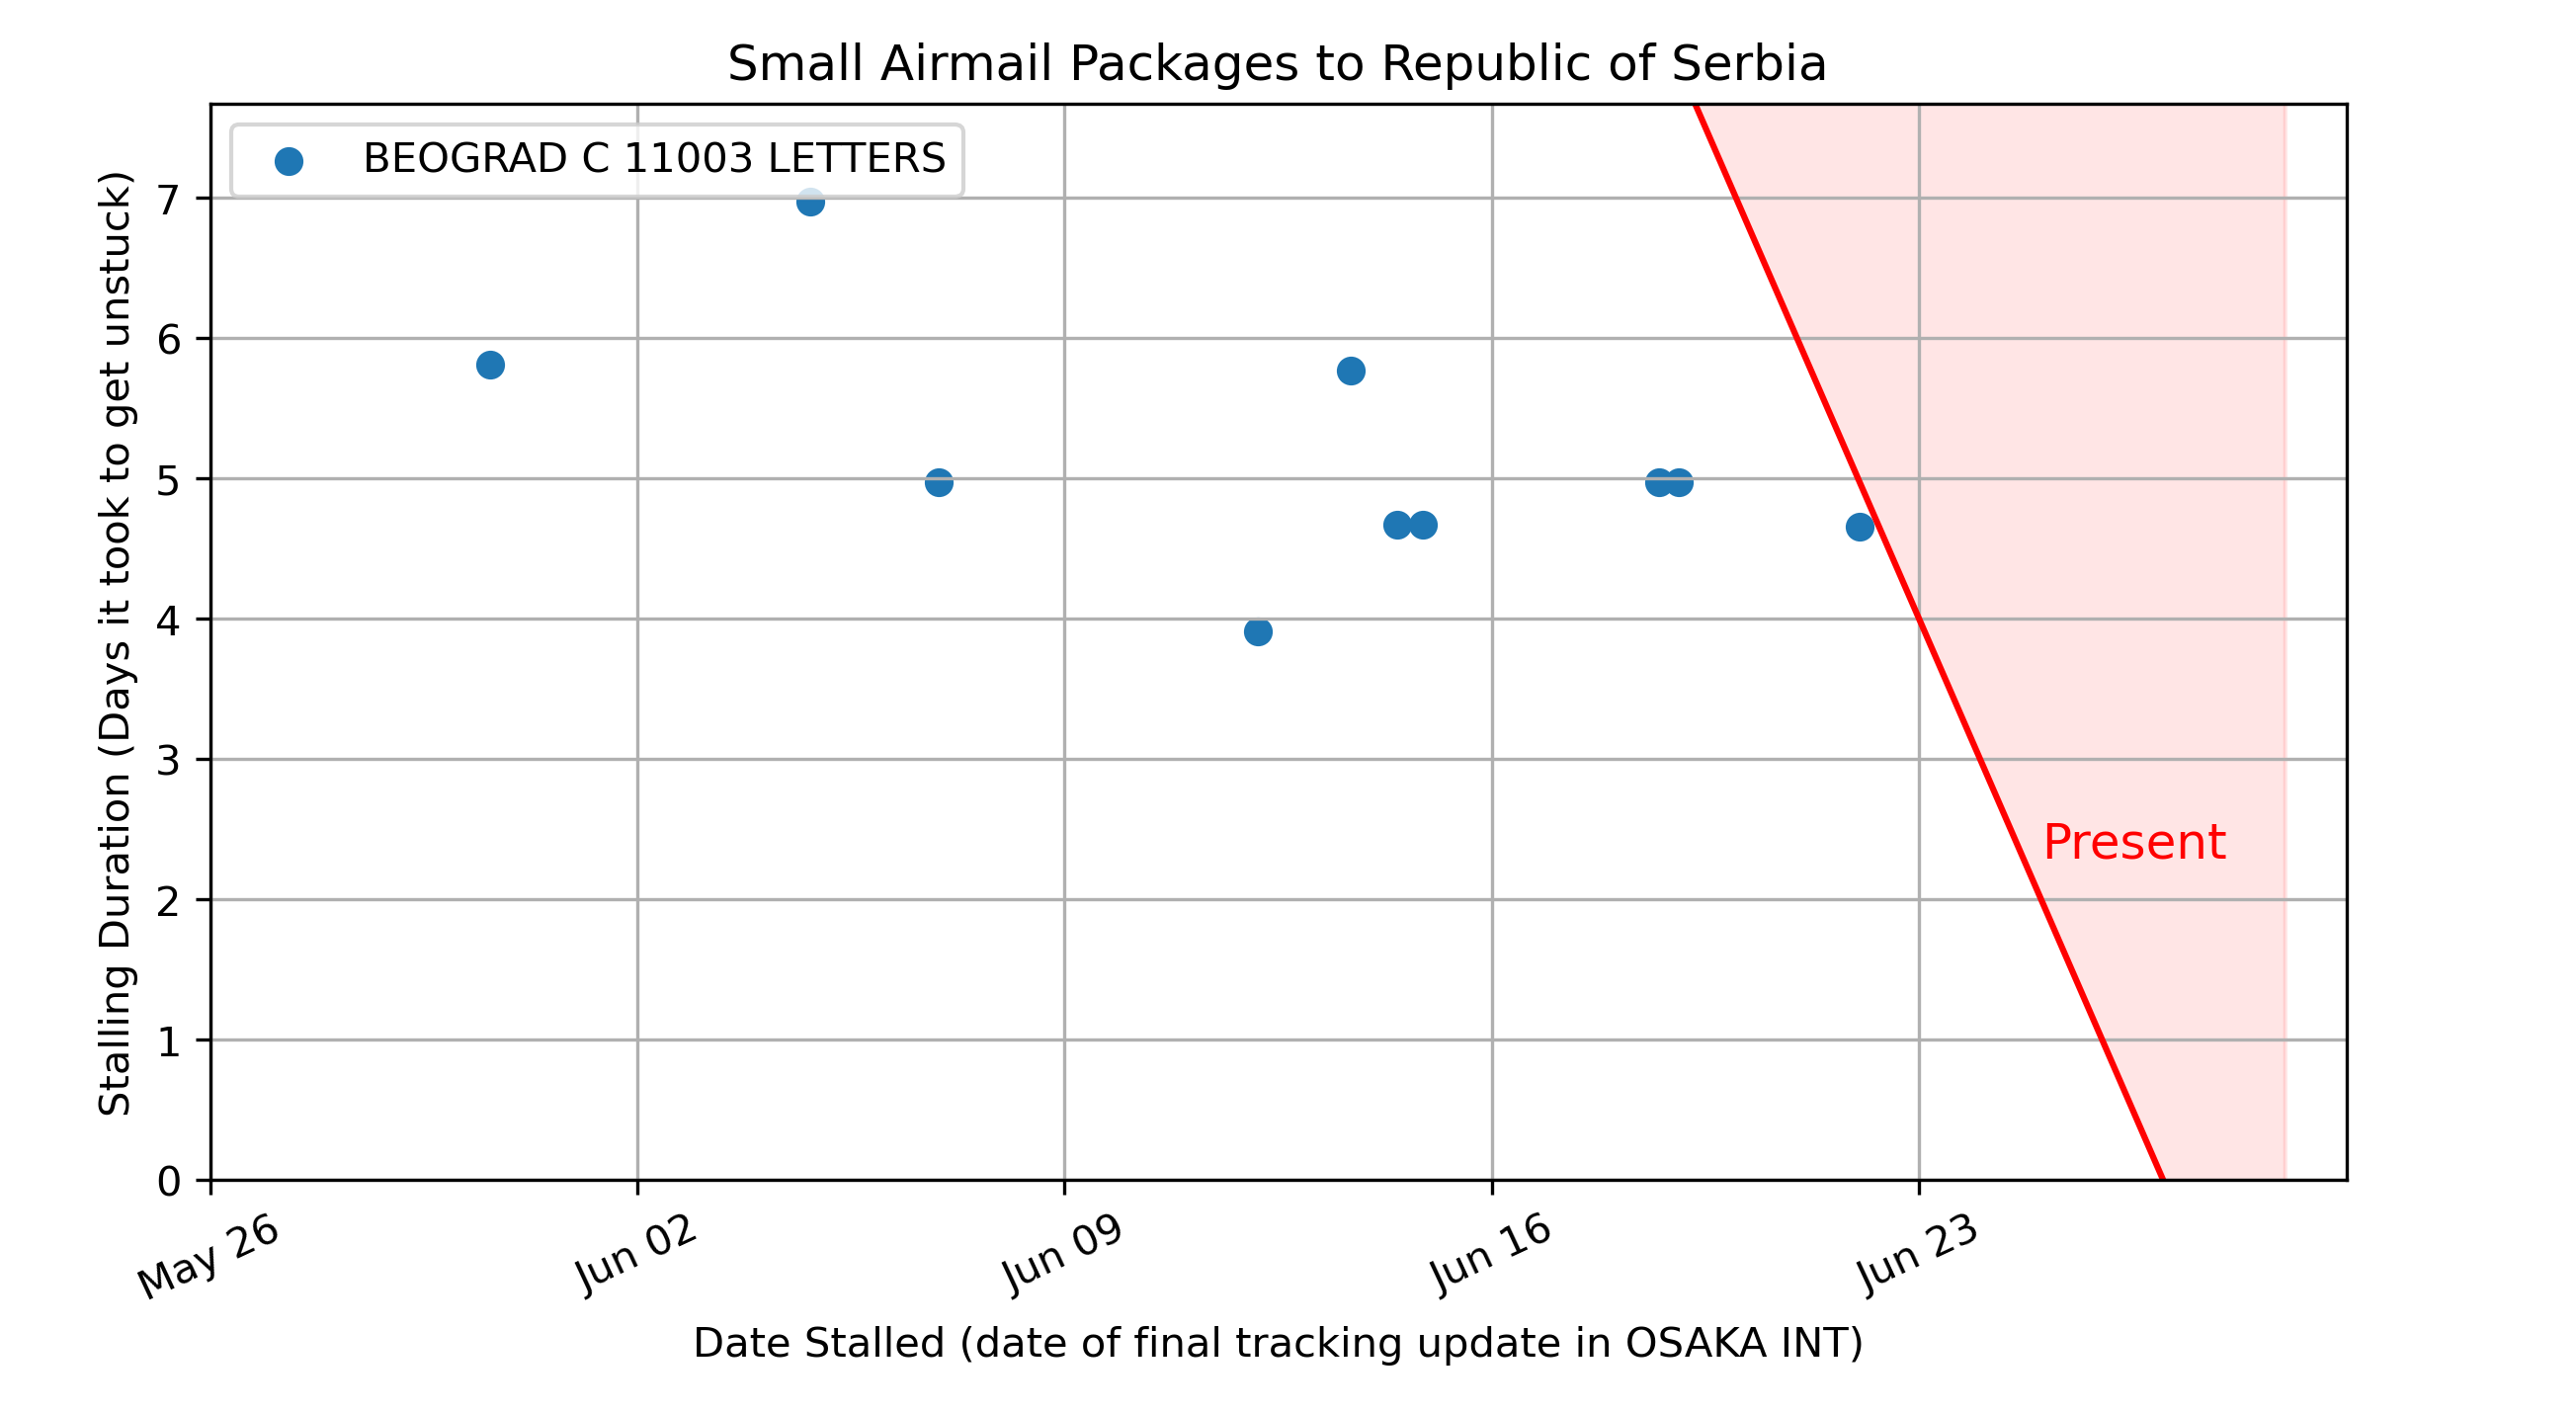 Small Airmail Packages to Republic of Serbia
BEOGRAD C 11003 LETTERS
Stalling Duration (Days it took to get unstuck)
7
6
5
4
3
2
1
0
Present
May 26
Jun 02
Jun 09
Jun 16
Jun 23
Date Stalled (date of final tracking update in OSAKA INT)